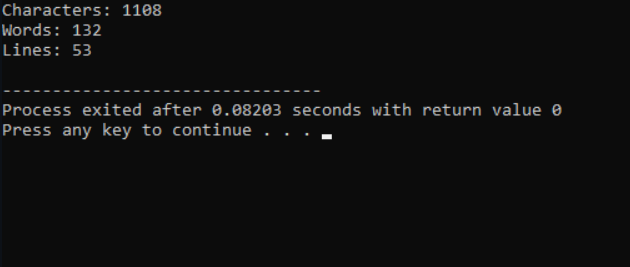 Characters: 1108
Words: 132
Lines: 53
--------------------------------
Process exited after 0.08203 seconds with return value 0
Press any key to continue . . .